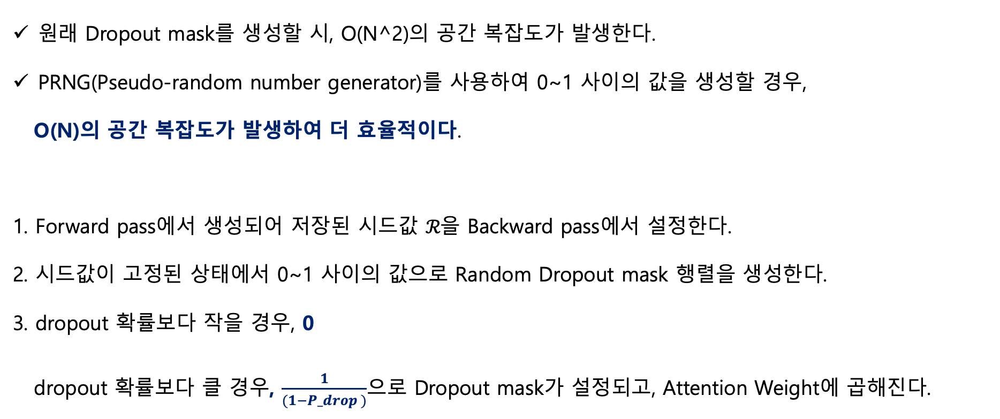 ✓ 원래 Dropout mask를 생성할 시, O(N^2)의 공간 복잡도가 발생한다.
✓ PRNG(Pseudo-random number generator)를 사용하여 0~1 사이의 값을 생성할 경우,
O(N)의 공간 복잡도가 발생하여 더 효율적이다.
1. Forward pass에서 생성되어 저장된 시드값 𝓡을 Backward pass에서 설정한다.
2. 시드값이 고정된 상태에서 0~1 사이의 값으로 Random Dropout mask 행렬을 생성한다.
3. dropout 확률보다 작을 경우, 0
dropout 확률보다 클 경우, 1/(1−P_drop)으로 Dropout mask가 설정되고, Attention Weight에 곱해진다.